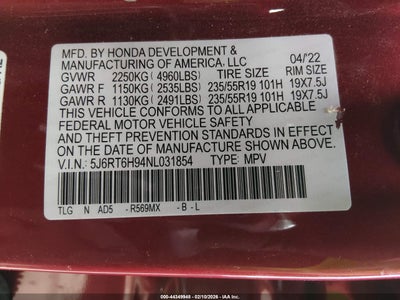 MFD. BY HONDA DEVELOPMENT &
MANUFACTURING OF AMERICA, LLC 04/22
GVWR 2250KG(4960LBS) TIRE SIZE RIM SIZE
GAWR F 1150KG(2535LBS) 235/55R19 101H 19X7.5J
GAWR R 1130KG(2491LBS) 235/55R19 101H 19X7.5J
THIS VEHICLE CONFORMS TO ALL APPLICABLE
FEDERAL MOTOR VEHICLE SAFETY
AND THEFT PREVENTION STANDARDS IN EFFECT
ON THE DATE OF MANUFACTURE SHOWN ABOVE.
V.I.N: 5J6RT6H94NL031854 TYPE: MPV
TLG N AD5 - R569MX - B - L
000-44349948 - 02/10/2026 - IAAI.COM